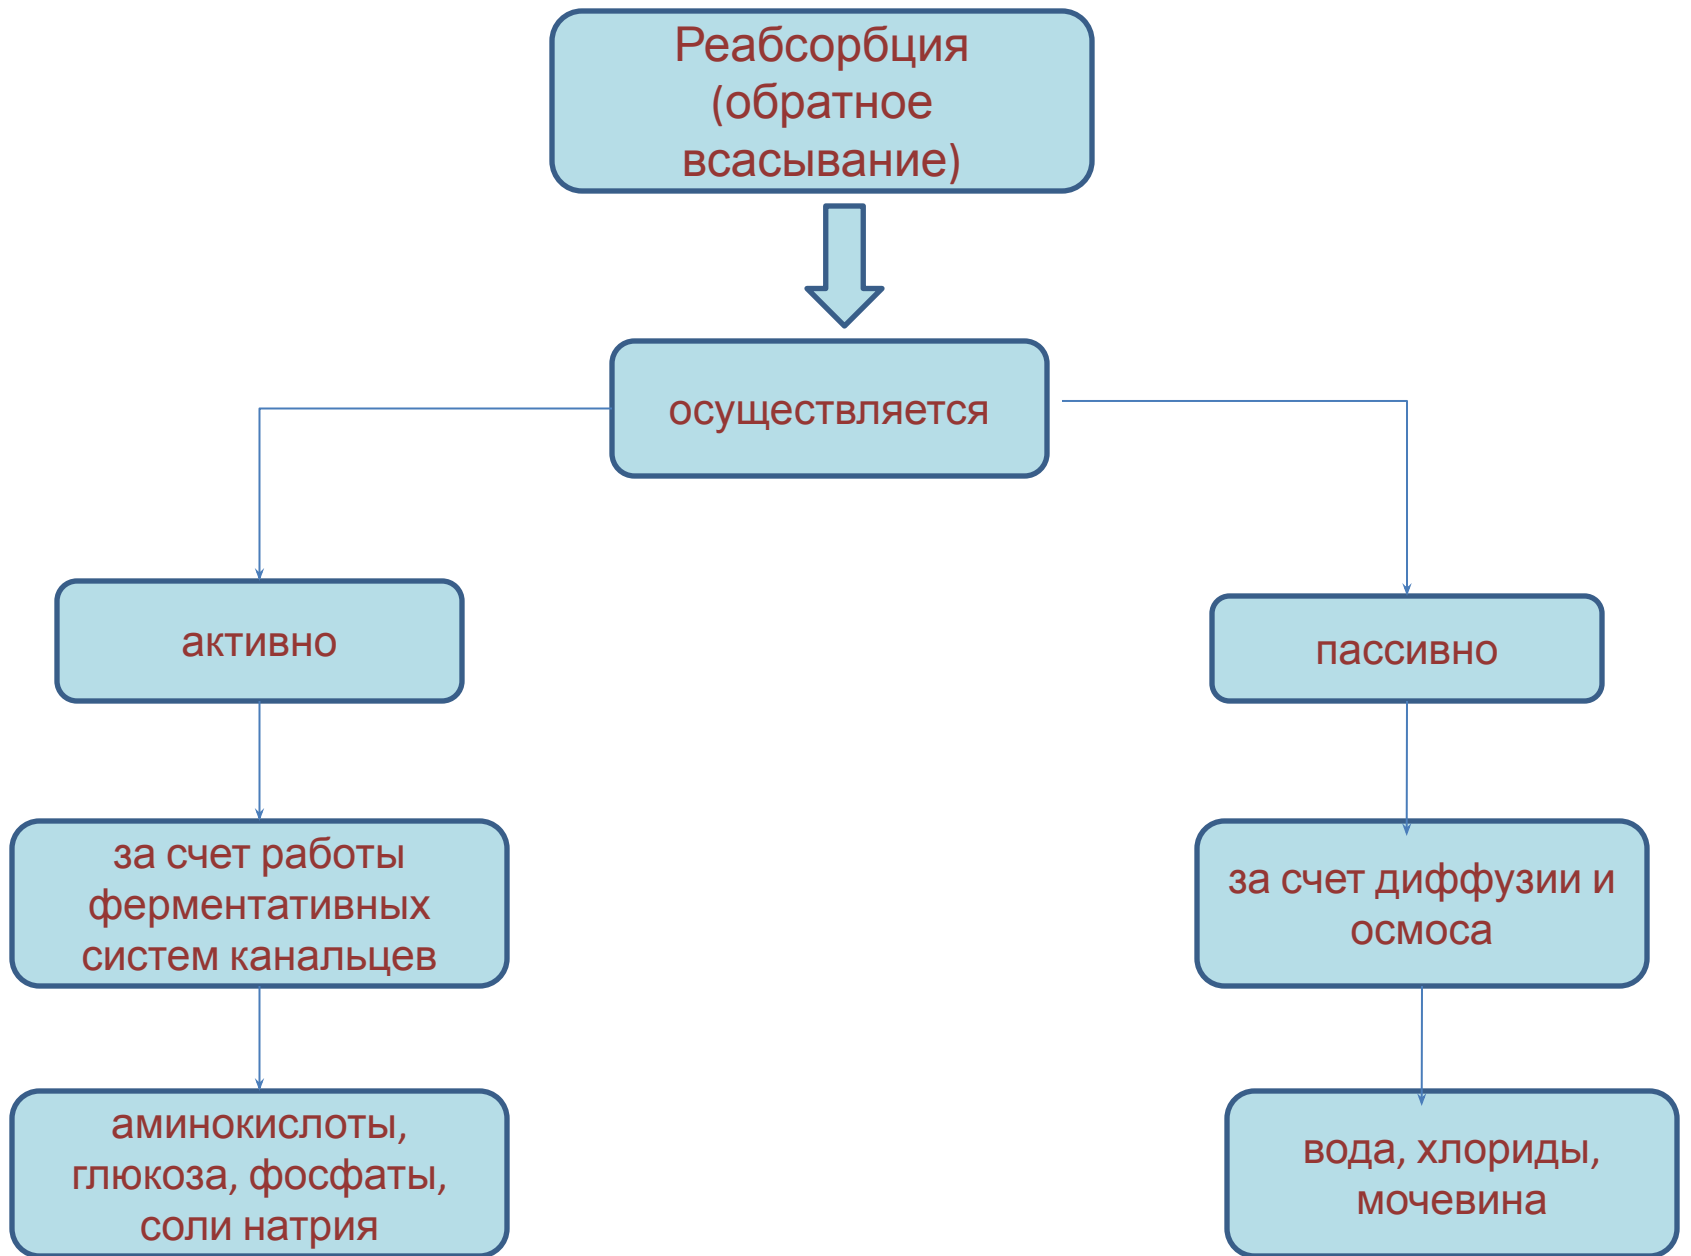 Реабсорбция
(обратное
всасывание)
осуществляется
активно
пассивно
за счет работы
ферментативных
систем канальцев
за счет диффузии и
осмоса
аминокислоты,
глюкоза, фосфаты,
соли натрия
вода, хлориды,
мочевина